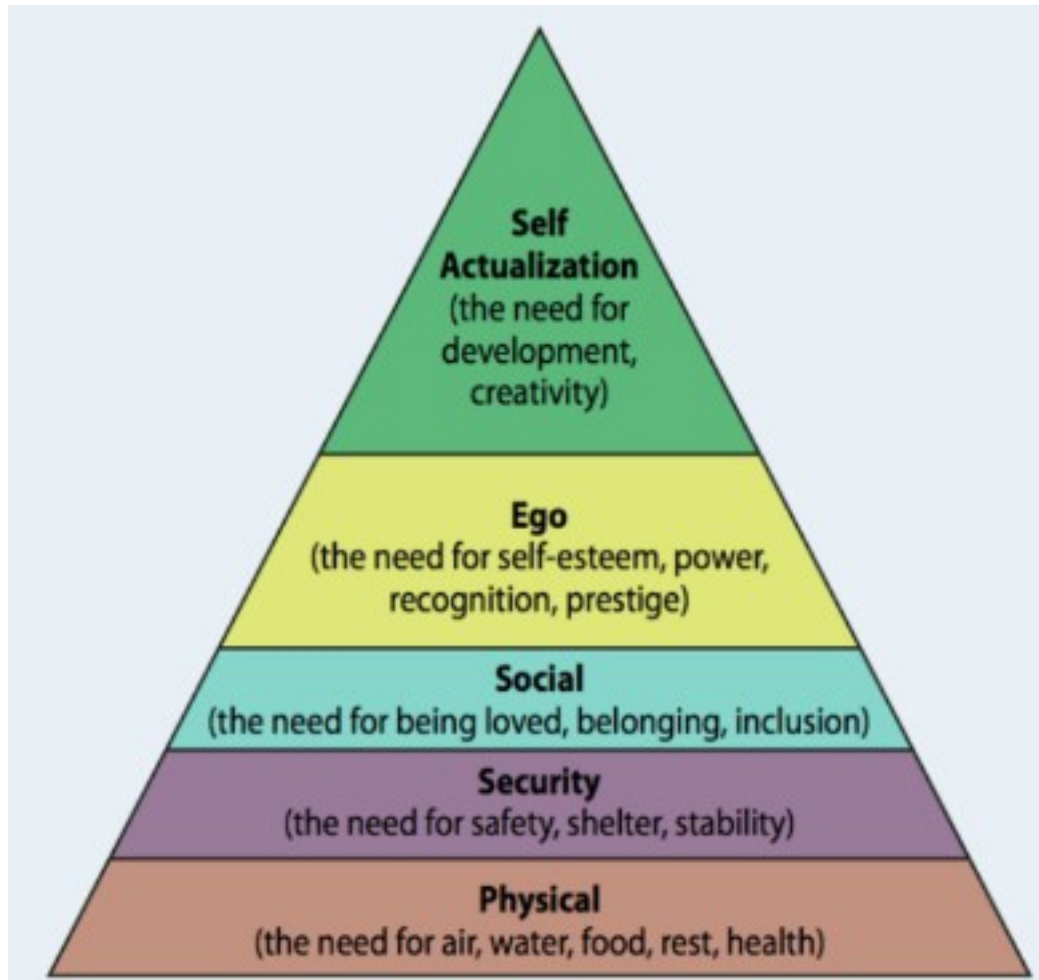 Self
Actualization
(the need for
development,
creativity)
Ego
(the need for self-esteem, power,
recognition, prestige)
Social
(the need for being loved, belonging, inclusion)
Security
(the need for safety, shelter, stability)
Physical
(the need for air, water, food, rest, health)